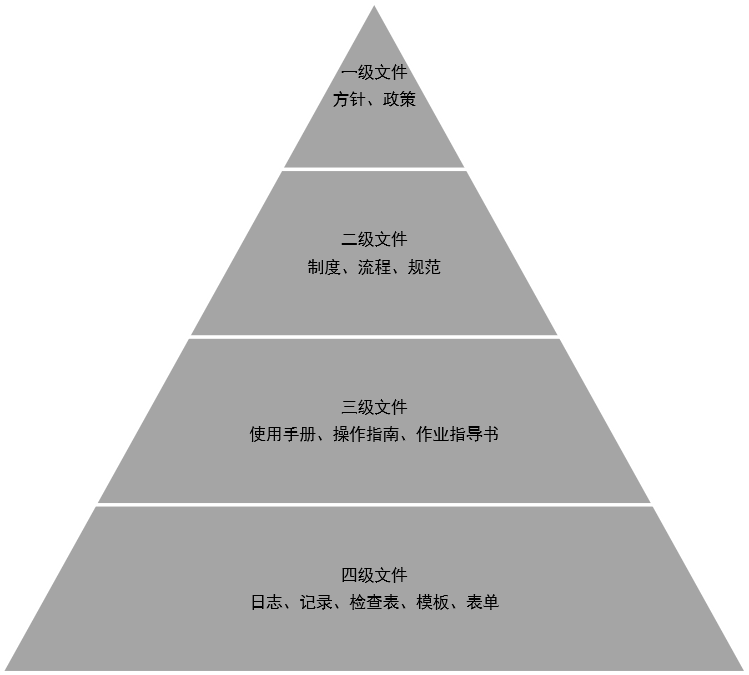 一级文件
方针、政策
二级文件
制度、流程、规范
三级文件
使用手册、操作指南、作业指导书
四级文件
日志、记录、检查表、模板、表单